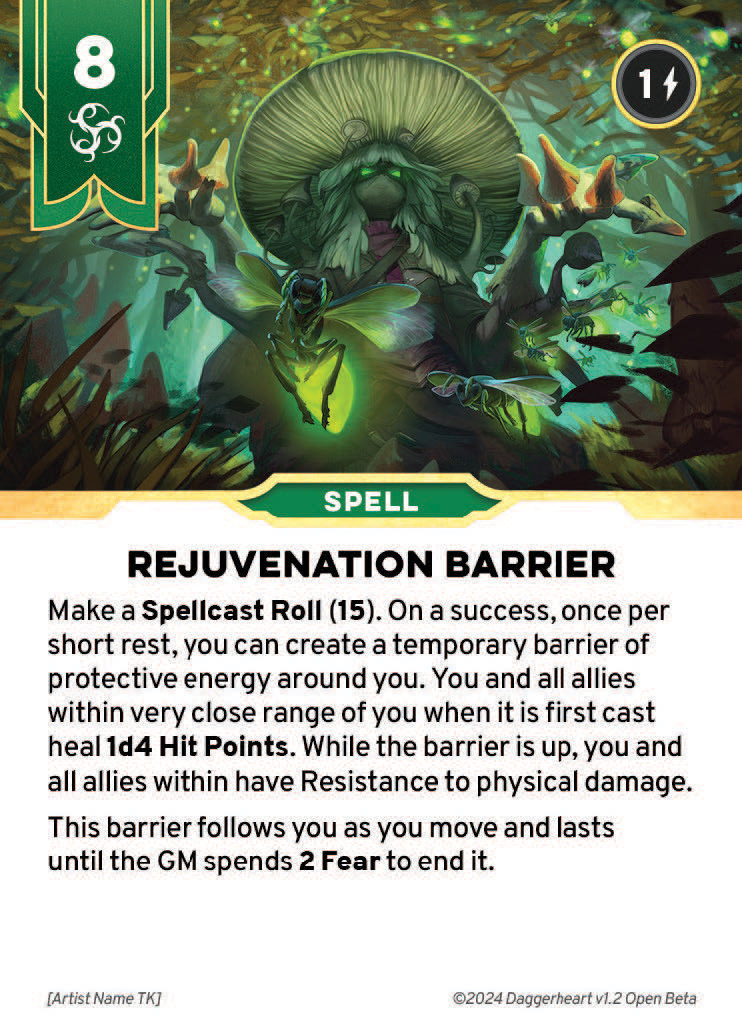 8
1
SPELL
REJUVENATION BARRIER
Make a Spellcast Roll (15). On a success, once per
short rest, you can create a temporary barrier of
protective energy around you. You and all allies
within very close range of you when it is first cast
heal 1d4 Hit Points. While the barrier is up, you and
all allies within have Resistance to physical damage.
This barrier follows you as you move and lasts
until the GM spends 2 Fear to end it.
[Artist Name TK]
©2024 Daggerheart v1.2 Open Beta